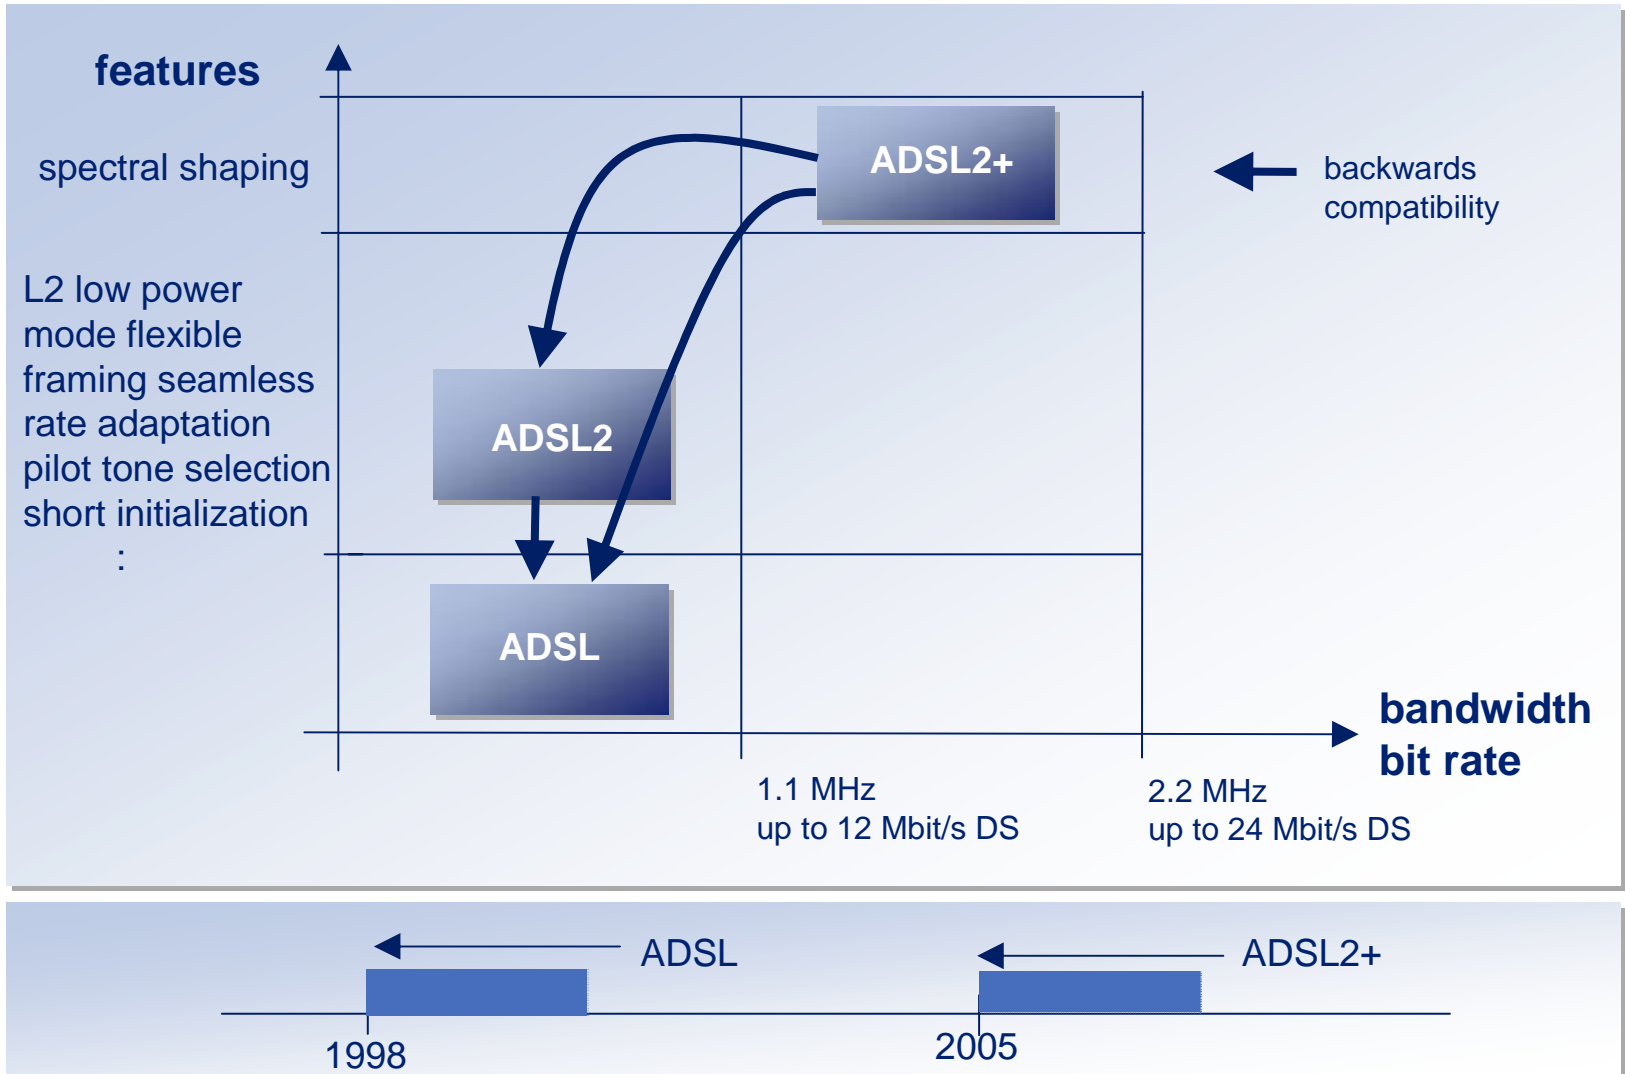 features
spectral shaping
ADSL2+
backwards
compatibility
L2 low power
mode flexible
framing seamless
rate adaptation
pilot tone selection
short initialization
:
ADSL2
ADSL
bandwidth
bit rate
1.1 MHz
up to 12 Mbit/s DS
2.2 MHz
up to 24 Mbit/s DS
ADSL
ADSL2+
1998
2005